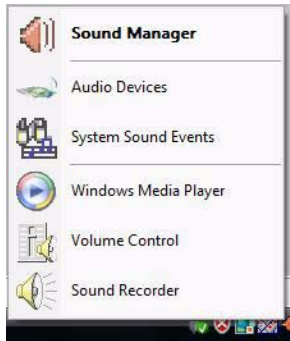 Sound Manager
Audio Devices
System Sound Events
Windows Media Player
Volume Control
Sound Recorder